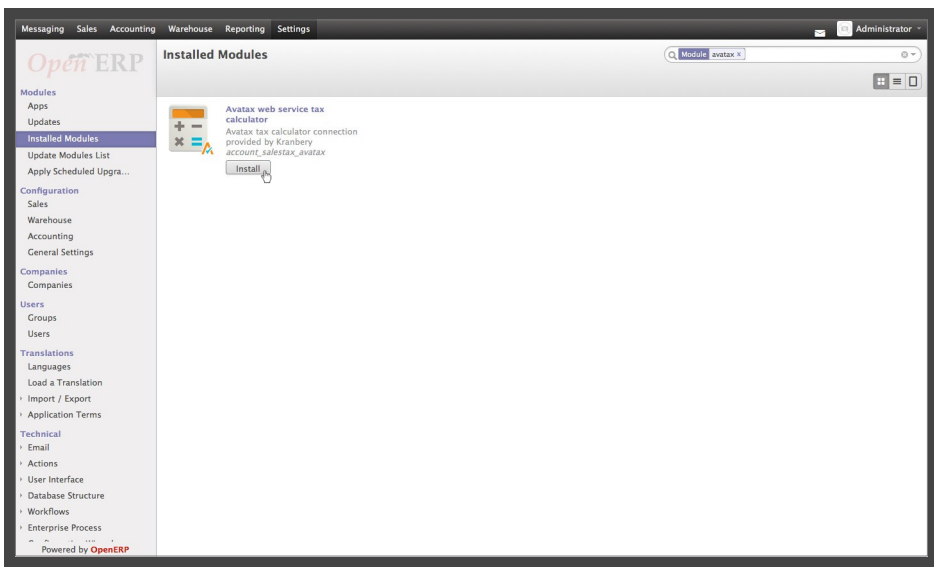 Messaging Sales Accounting Warehouse Reporting Settings Administrator
Open ERP
Installed Modules
Module avatax x
Modules
Apps
Updates
Installed Modules
Update Modules List
Apply Scheduled Upgra...
Configuration
Sales
Warehouse
Accounting
General Settings
Companies
Companies
Users
Groups
Users
Translations
Languages
Load a Translation
Import / Export
Application Terms
Technical
Email
Actions
User Interface
Database Structure
Workflows
Enterprise Process
Powered by OpenERP
Avatax web service tax
calculator
Avatax tax calculator connection
provided by Kranbery
account_salestax_avatax
Install